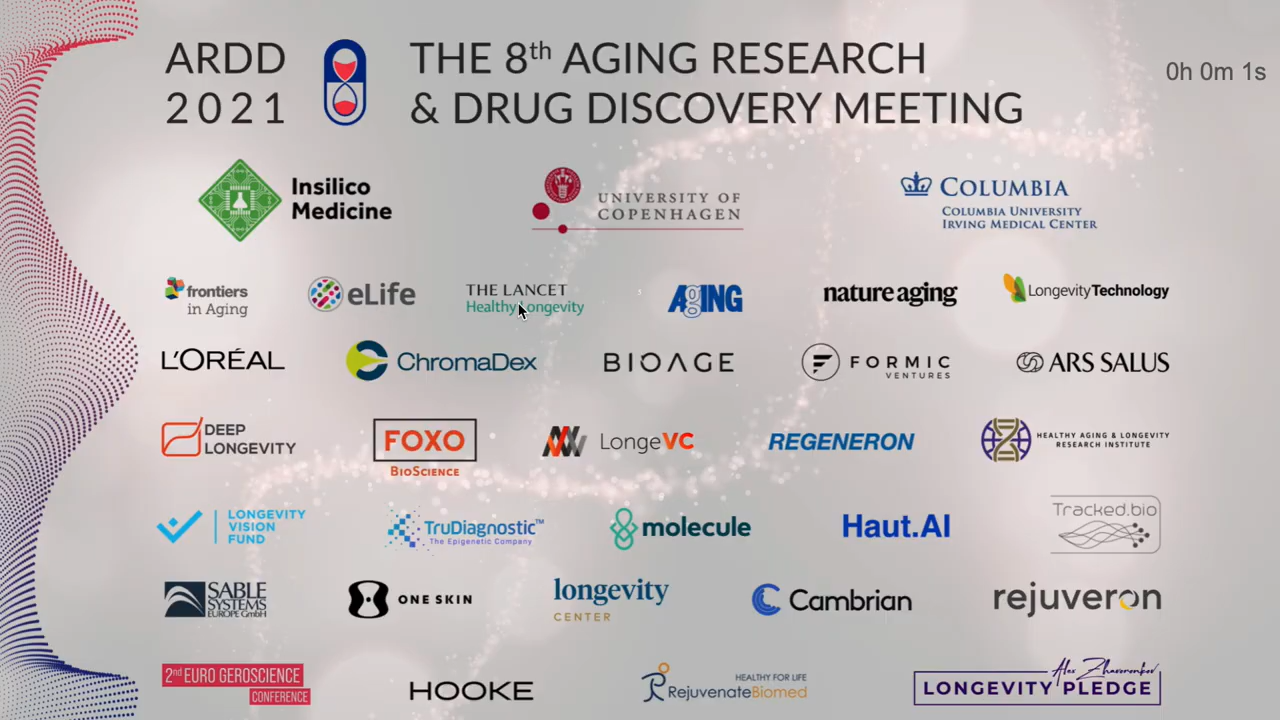 ARDD
2021
THE 8th AGING RESEARCH
& DRUG DISCOVERY MEETING
0h 0m 1s
Insilico
Medicine
UNIVERSITY OF
COPENHAGEN
COLUMBIA
COLUMBIA UNIVERSITY
IRVING MEDICAL CENTER
frontiers
in Aging
eLife
THE LANCET
Healthy Longevity
AgING
nature aging
LongevityTechnology
L'ORÉAL
ChromaDex
BIOAGE
FORMIC
VENTURES
ARS SALUS
DEEP
LONGEVITY
FOXO
BIOSCIENCE
LongeVC
REGENERON
HEALTHY AGING & LONGEVITY
RESEARCH INSTITUTE
LONGEVITY
VISION
FUND
TruDiagnostic™
The Epigenetic Company
molecule
Haut.AI
Tracked.bio
SABLE
SYSTEMS
EUROPE GmbH
ONE SKIN
longevity
CENTER
Cambrian
rejuveron
2nd EURO GEROSCIENCE
CONFERENCE
HOOKE
HEALTHY FOR LIFE
RejuvenateBiomed
Alex Zhavoronkov
LONGEVITY PLEDGE